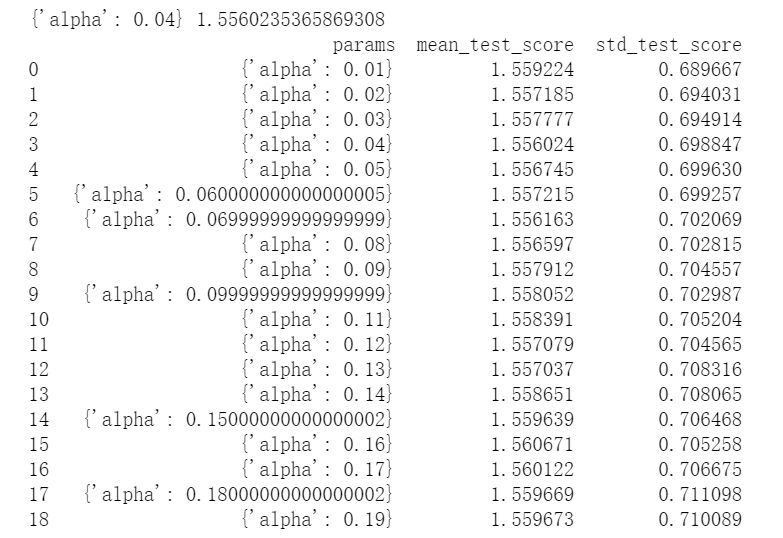 {'alpha': 0.04} 1.5560235365869308
params mean_test_score std_test_score
0 {'alpha': 0.01} 1.559224 0.689667
1 {'alpha': 0.02} 1.557185 0.694031
2 {'alpha': 0.03} 1.557777 0.694914
3 {'alpha': 0.04} 1.556024 0.698847
4 {'alpha': 0.05} 1.556745 0.699630
5 {'alpha': 0.060000000000000005} 1.557215 0.699257
6 {'alpha': 0.06999999999999999} 1.556163 0.702069
7 {'alpha': 0.08} 1.556597 0.702815
8 {'alpha': 0.09} 1.557912 0.704557
9 {'alpha': 0.09999999999999999} 1.558052 0.702987
10 {'alpha': 0.11} 1.558391 0.705204
11 {'alpha': 0.12} 1.557079 0.704565
12 {'alpha': 0.13} 1.557037 0.708316
13 {'alpha': 0.14} 1.558651 0.708065
14 {'alpha': 0.15000000000000002} 1.559639 0.706468
15 {'alpha': 0.16} 1.560671 0.705258
16 {'alpha': 0.17} 1.560122 0.706675
17 {'alpha': 0.18000000000000002} 1.559669 0.711098
18 {'alpha': 0.19} 1.559673 0.710089